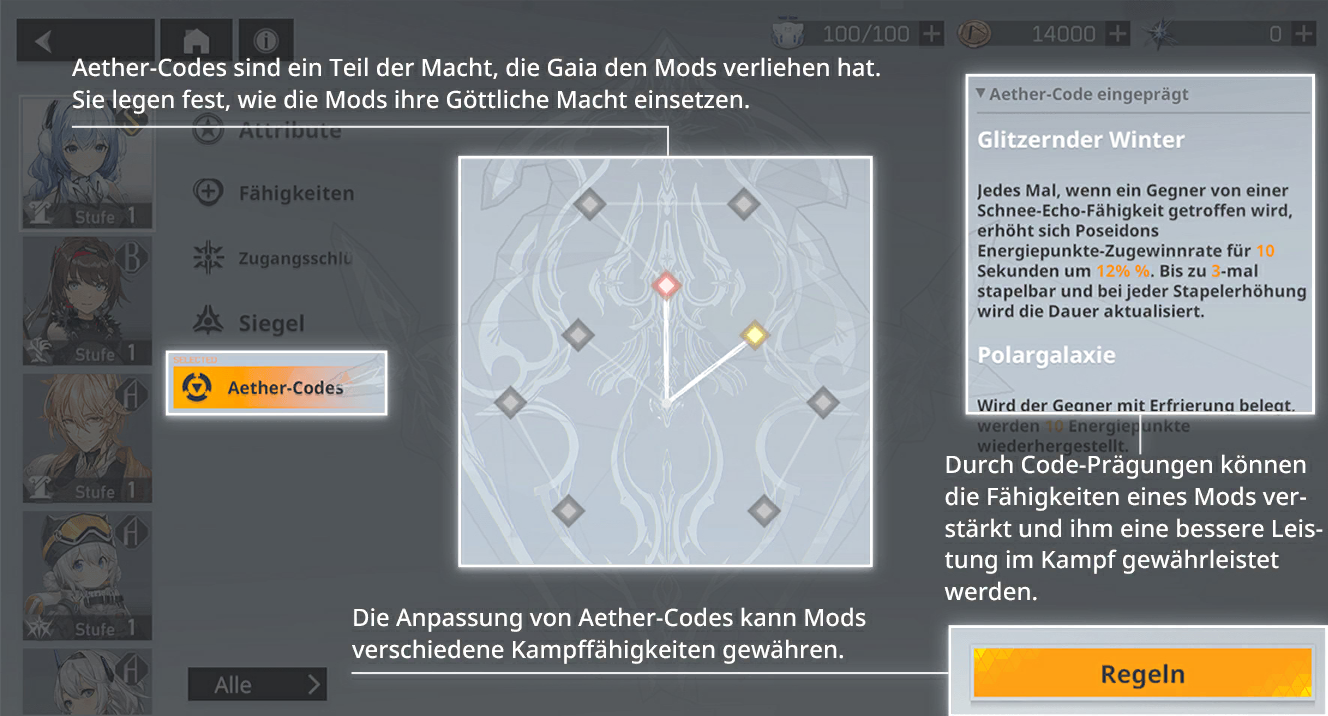 100/100
14000
0
Aether-Codes sind ein Teil der Macht, die Gaia den Mods verliehen hat.
Sie legen fest, wie die Mods ihre Göttliche Macht einsetzen.
Attribute
Fähigkeiten
Zugangsschlü
Siegel
SELECTED
Aether-Codes
Stufe 1
B
Stufe 1
A
Stufe 1
A
Stufe 1
A
Alle
Aether-Code eingeprägt
Glitzernder Winter
Jedes Mal, wenn ein Gegner von einer
Schnee-Echo-Fähigkeit getroffen wird,
erhöht sich Poseidons
Energiepunkte-Zugewinnrate für 10
Sekunden um 12% %. Bis zu 3-mal
stapelbar und bei jeder Stapelerhöhung
wird die Dauer aktualisiert.
Polargalaxie
Wird der Gegner mit Erfrierung belegt,
werden 10 Energiepunkte
wiederhergestellt.
Durch Code-Prägungen können
die Fähigkeiten eines Mods ver-
stärkt und ihm eine bessere Leis-
tung im Kampf gewährleistet
werden.
Die Anpassung von Aether-Codes kann Mods
verschiedene Kampffähigkeiten gewähren.
Regeln